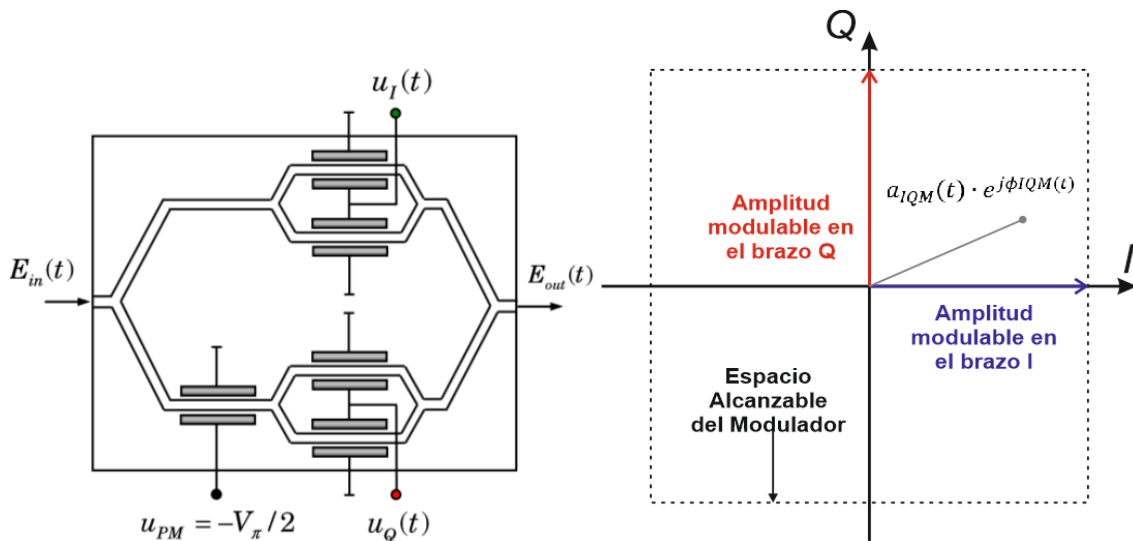 u_I(t)
E_in(t)
E_out(t)
u_PM = −V_π/2
u_Q(t)
Q
Amplitud
modulable en
el brazo Q
a_IQM(t) · e^jϕIQM(t)
I
Amplitud
modulable en
el brazo I
Espacio
Alcanzable
del Modulador